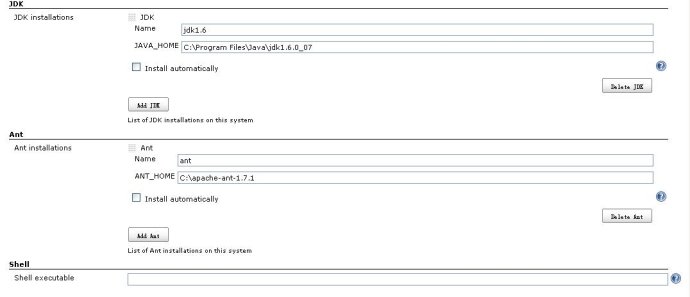 JDK
JDK installations
JDK
Name
jdk1.6
JAVA_HOME
C:\Program Files\Java\jdk1.6.0_07
Install automatically
Delete JDK
Add JDK
List of JDK installations on this system
Ant
Ant installations
Ant
Name
ant
ANT_HOME
C:\apache-ant-1.7.1
Install automatically
Delete Ant
Add Ant
List of Ant installations on this system
Shell
Shell executable